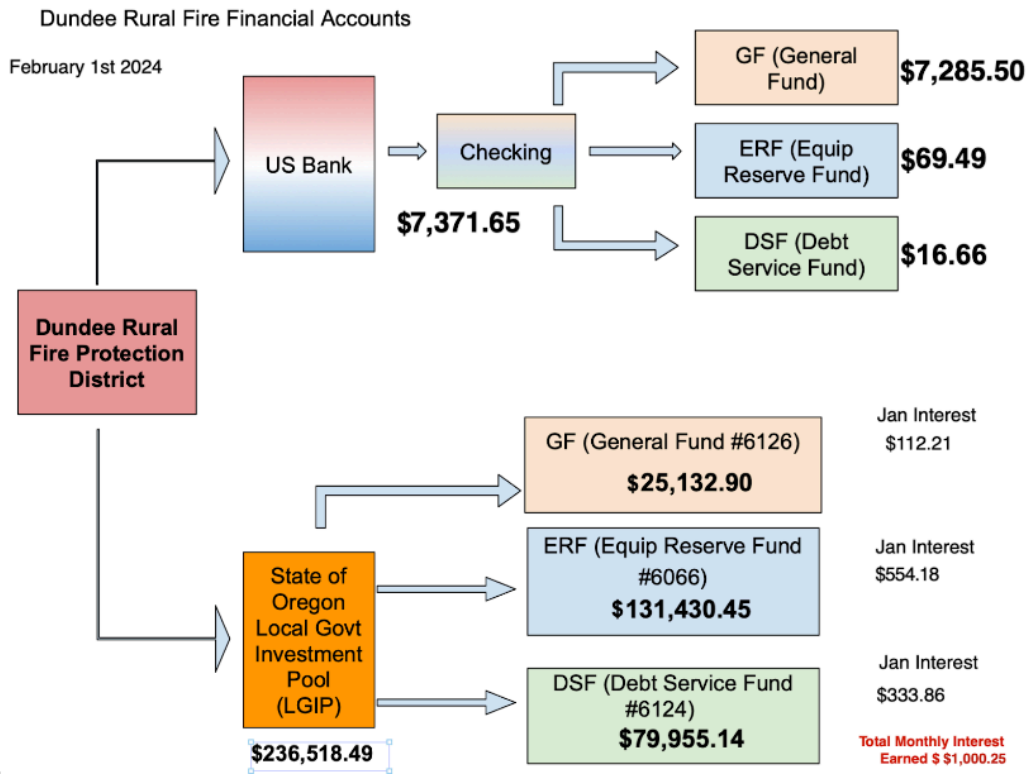 Dundee Rural Fire Financial Accounts
February 1st 2024
US Bank
Checking
$7,371.65
GF (General
Fund)
$7,285.50
ERF (Equip
Reserve Fund)
$69.49
DSF (Debt
Service Fund)
$16.66
Dundee Rural
Fire Protection
District
State of
Oregon
Local Govt
Investment
Pool
(LGIP)
$236,518.49
GF (General Fund #6126)
$25,132.90
Jan Interest
$112.21
ERF (Equip Reserve Fund
#6066)
$131,430.45
Jan Interest
$554.18
DSF (Debt Service Fund
#6124)
$79,955.14
Jan Interest
$333.86
Total Monthly Interest
Earned $ $1,000.25